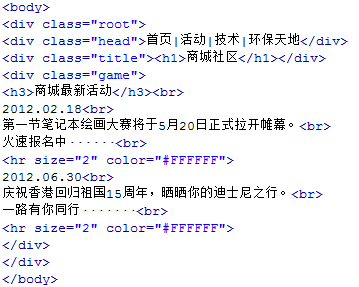 <body>
<div class="root">
<div class="head">首页|活动|技术|环保天地</div>
<div class="title"><h1>商城社区</h1></div>
<div class="game">
<h3>商城最新活动</h3><br>
2012.02.18<br>
第一节笔记本绘画大赛将于5月20日正式拉开帷幕。<br>
火速报名中······<br>
<hr size="2" color="#FFFFFF">
2012.06.30<br>
庆祝香港回归祖国15周年，晒晒你的迪士尼之行。<br>
一路有你同行·······<br>
<hr size="2" color="#FFFFFF">
</div>
</div>
</body>